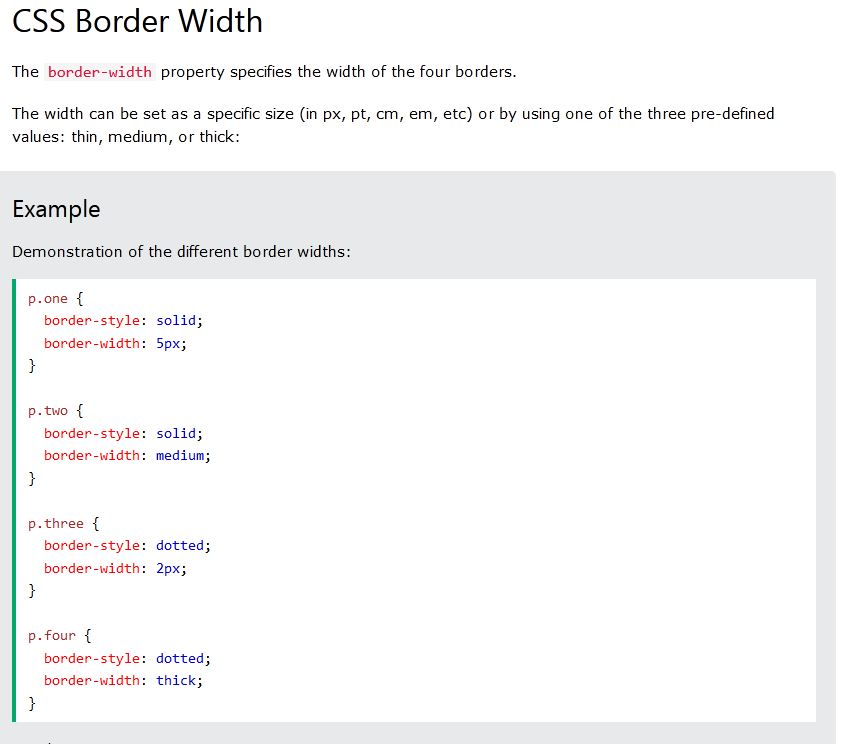 CSS Border Width
The border-width property specifies the width of the four borders.
The width can be set as a specific size (in px, pt, cm, em, etc) or by using one of the three pre-defined
values: thin, medium, or thick:
Example
Demonstration of the different border widths:
p.one {
  border-style: solid;
  border-width: 5px;
}
p.two {
  border-style: solid;
  border-width: medium;
}
p.three {
  border-style: dotted;
  border-width: 2px;
}
p.four {
  border-style: dotted;
  border-width: thick;
}